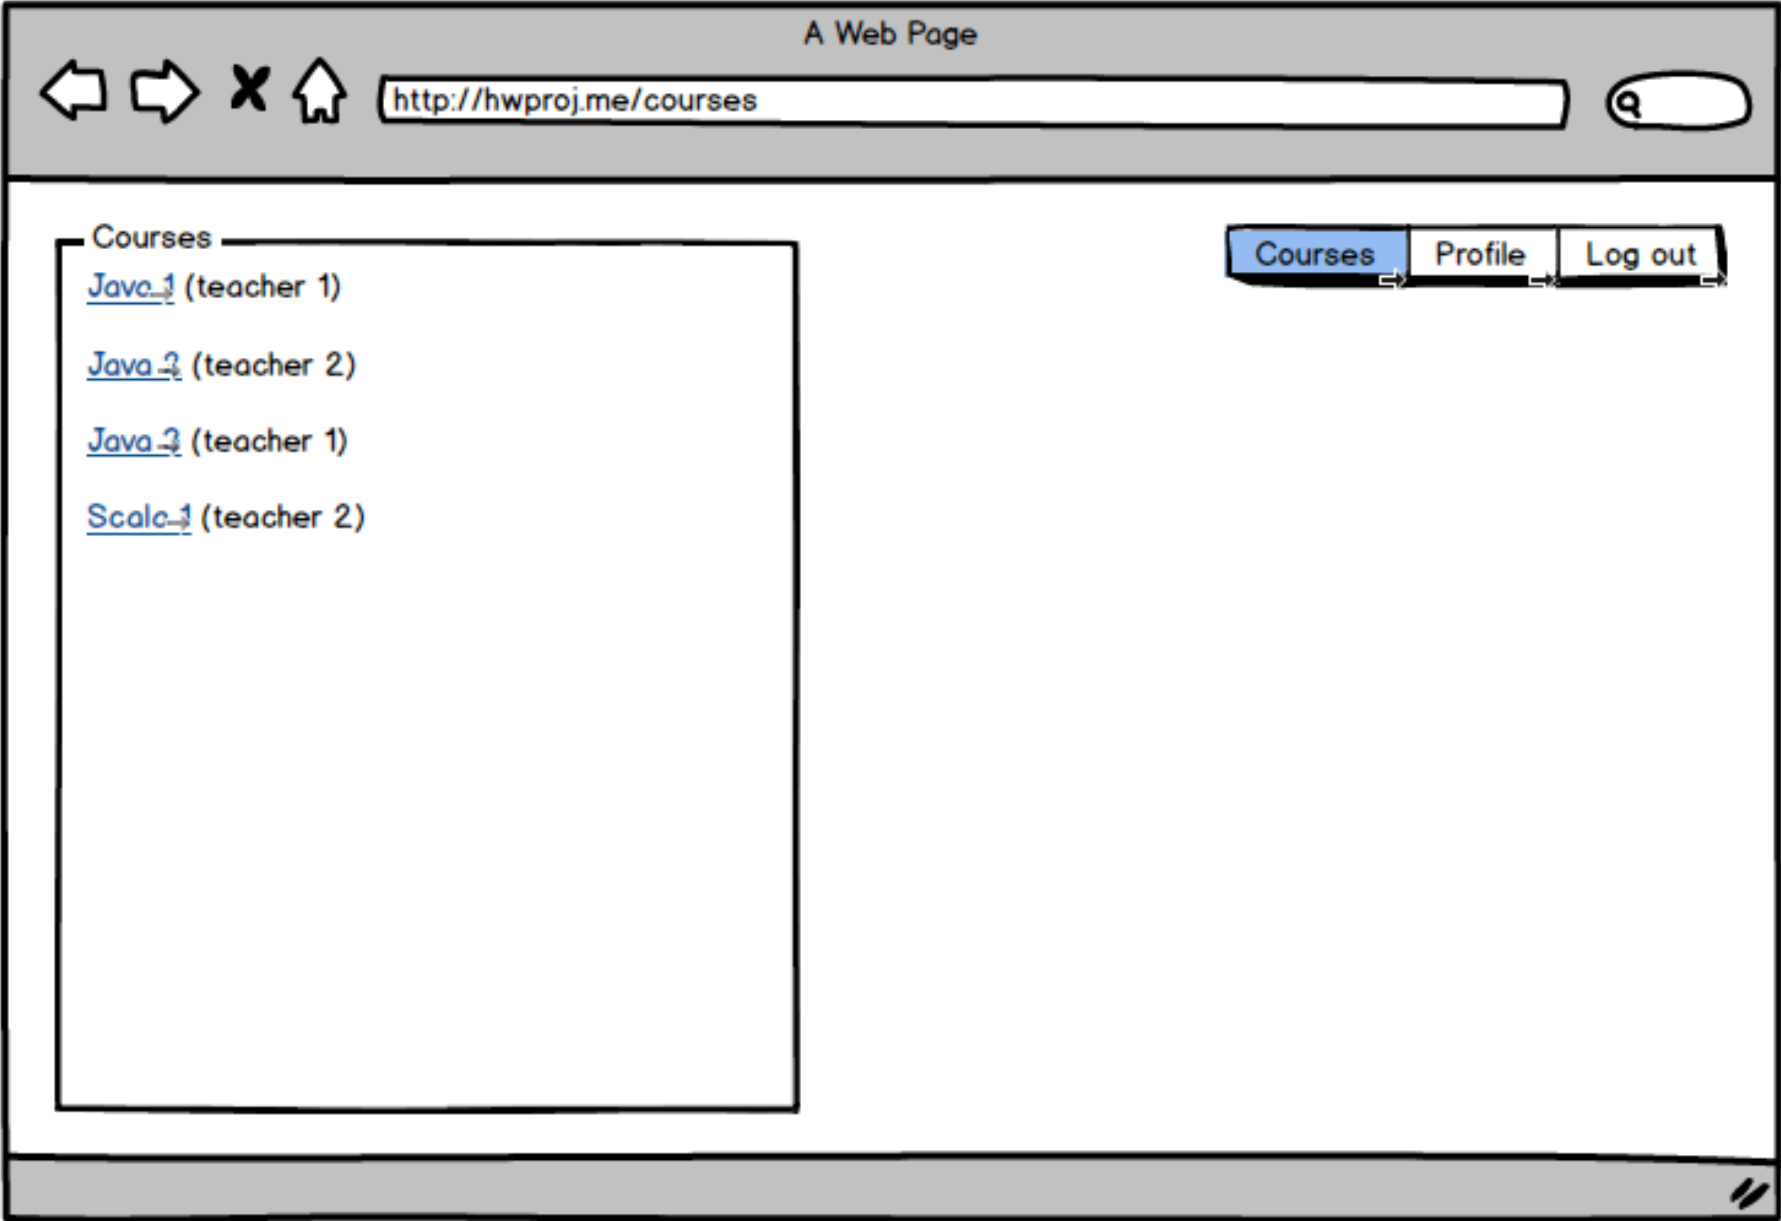 A Web Page
http://hwproj.me/courses
Courses
Courses Profile Log out
Java 1 (teacher 1)
Java 2 (teacher 2)
Java 3 (teacher 1)
Scala 1 (teacher 2)